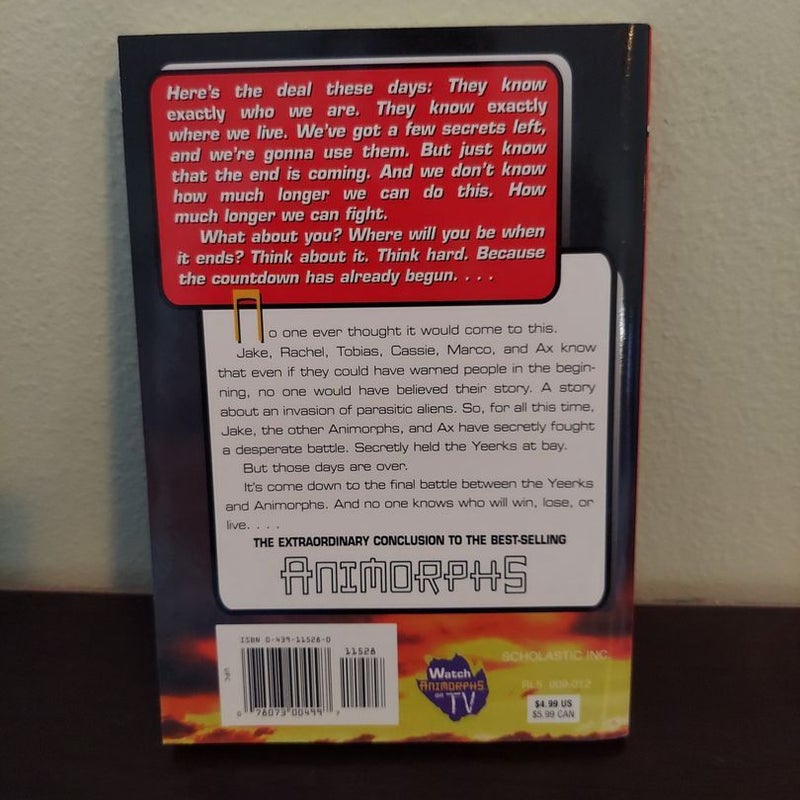 Here's the deal these days: They know
exactly who we are. They know exactly
where we live. We've got a few secrets left,
and we're gonna use them. But just know
that the end is coming. And we don't know
how much longer we can do this. How
much longer we can fight.
What about you? Where will you be when
it ends? Think about it. Think hard. Because
the countdown has already begun. . . .
No one ever thought it would come to this.
Jake, Rachel, Tobias, Cassie, Marco, and Ax know
that even if they could have warned people in the begin-
ning, no one would have believed their story. A story
about an invasion of parasitic aliens. So, for all this time,
Jake, the other Animorphs, and Ax have secretly fought
a desperate battle. Secretly held the Yeerks at bay.
But those days are over.
It's come down to the final battle between the Yeerks
and Animorphs. And no one knows who will win, lose, or
live. . . .
THE EXTRAORDINARY CONCLUSION TO THE BEST-SELLING
ANIMORPHS
ISBN 0-439-11528-0
11528
UPC
0 76073 00499 7
Watch
ANIMORPHS
on
TV
SCHOLASTIC INC.
RL5 009-012
$4.99 US
$5.99 CAN